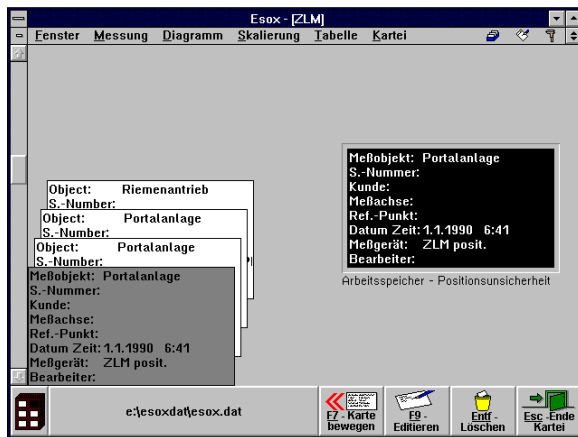 Esox - [ZLM]
Fenster Messung Diagramm Skalierung Tabelle Kartei
Meßobjekt: Portalanlage
S.-Nummer:
Kunde:
Meßachse:
Ref.-Punkt:
Datum Zeit: 1.1.1990 6:41
Meßgerät: ZLM posit.
Bearbeiter:
Arbeitsspeicher - Positionsunsicherheit
Object: Riemenantrieb
S.-Number:
Object: Portalanlage
S.-Number:
Object: Portalanlage
S.-Number:
Meßobjekt: Portalanlage
S.-Nummer:
Kunde:
Meßachse:
Ref.-Punkt:
Datum Zeit: 1.1.1990 6:41
Meßgerät: ZLM posit.
Bearbeiter:
e:\esoxdat\esox.dat
F7 - Karte
bewegen
F9 -
Editieren
Entf -
Löschen
Esc -Ende
Kartei